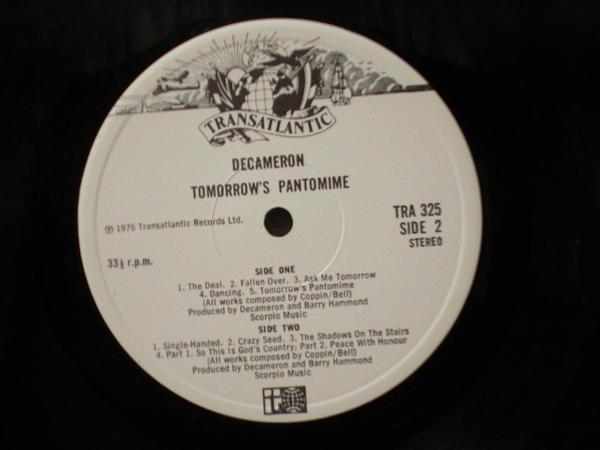 TRANSATLANTIC
DECAMERON
TOMORROW'S PANTOMIME
℗ 1976 Transatlantic Records Ltd.
TRA 325
SIDE 2
STEREO
33⅓ r.p.m.
SIDE ONE
1. The Deal. 2. Fallen Over. 3. Ask Me Tomorrow
4. Dancing. 5. Tomorrow's Pantomime
(All works composed by Coppin/Bell)
Produced by Decameron and Barry Hammond
Scorpio Music
SIDE TWO
1. Single-Handed. 2. Crazy Seed. 3. The Shadows On The Stairs
4. Part 1. So This Is God's Country; Part 2. Peace With Honour
(All works composed by Coppin/Bell)
Produced by Decameron and Barry Hammond
Scorpio Music